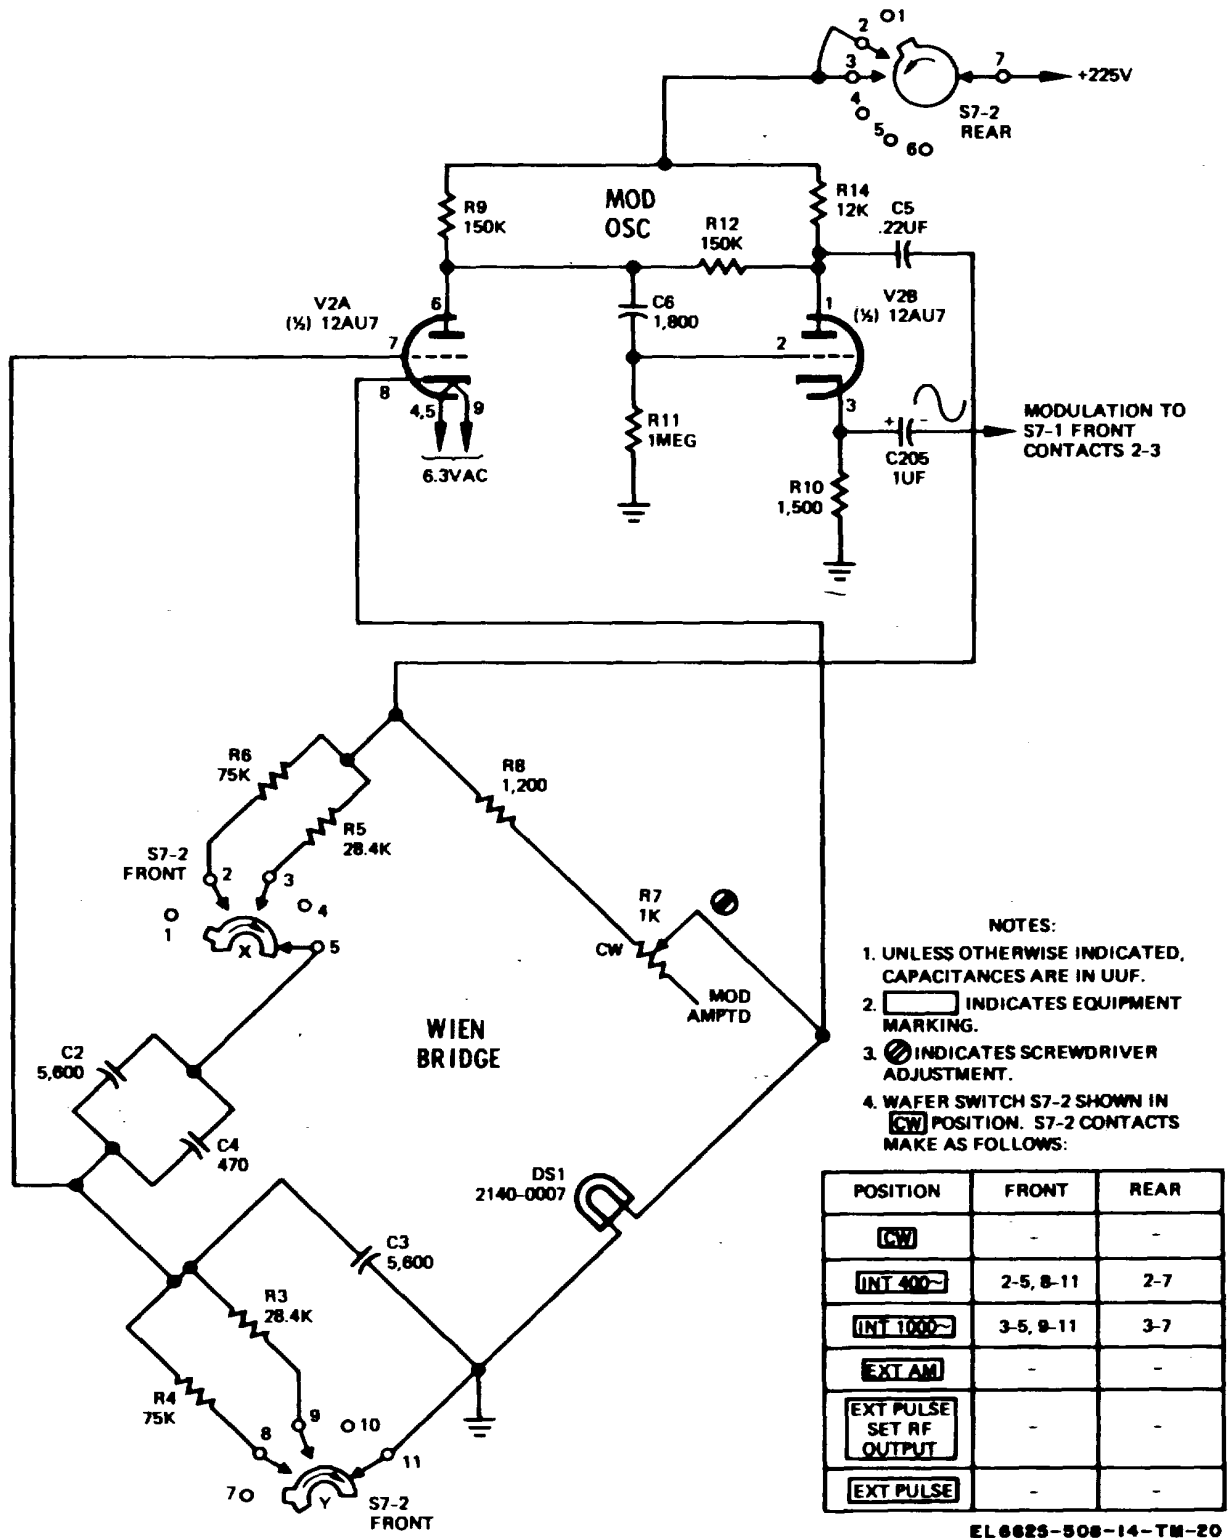 1
2
3
4
5
6
7
+225V
S7-2
REAR
R9
150K
MOD
OSC
R14
12K
C5
.22UF
R12
150K
V2A
(½) 12AU7
6
7
8
4,5
9
6.3VAC
C6
1,800
R11
1MEG
V2B
(½) 12AU7
1
2
3
+ -
C205
1UF
R10
1,500
MODULATION TO
S7-1 FRONT
CONTACTS 2-3
R6
75K
R5
28.4K
R8
1,200
S7-2
FRONT
1
2
3
4
5
X
R7
1K
CW
MOD
AMPTD
WIEN
BRIDGE
C2
5,600
C4
470
DS1
2140-0007
C3
5,600
R3
28.4K
R4
75K
7
8
9
10
11
Y
S7-2
FRONT
NOTES:
1. UNLESS OTHERWISE INDICATED,
CAPACITANCES ARE IN UUF.
2. INDICATES EQUIPMENT
MARKING.
3. INDICATES SCREWDRIVER
ADJUSTMENT.
4. WAFER SWITCH S7-2 SHOWN IN
CW POSITION. S7-2 CONTACTS
MAKE AS FOLLOWS:
POSITION FRONT REAR
CW - -
INT 400~ 2-5, 8-11 2-7
INT 1000~ 3-5, 9-11 3-7
EXT AM - -
EXT PULSE
SET RF
OUTPUT - -
EXT PULSE - -
EL6625-508-14-TM-20